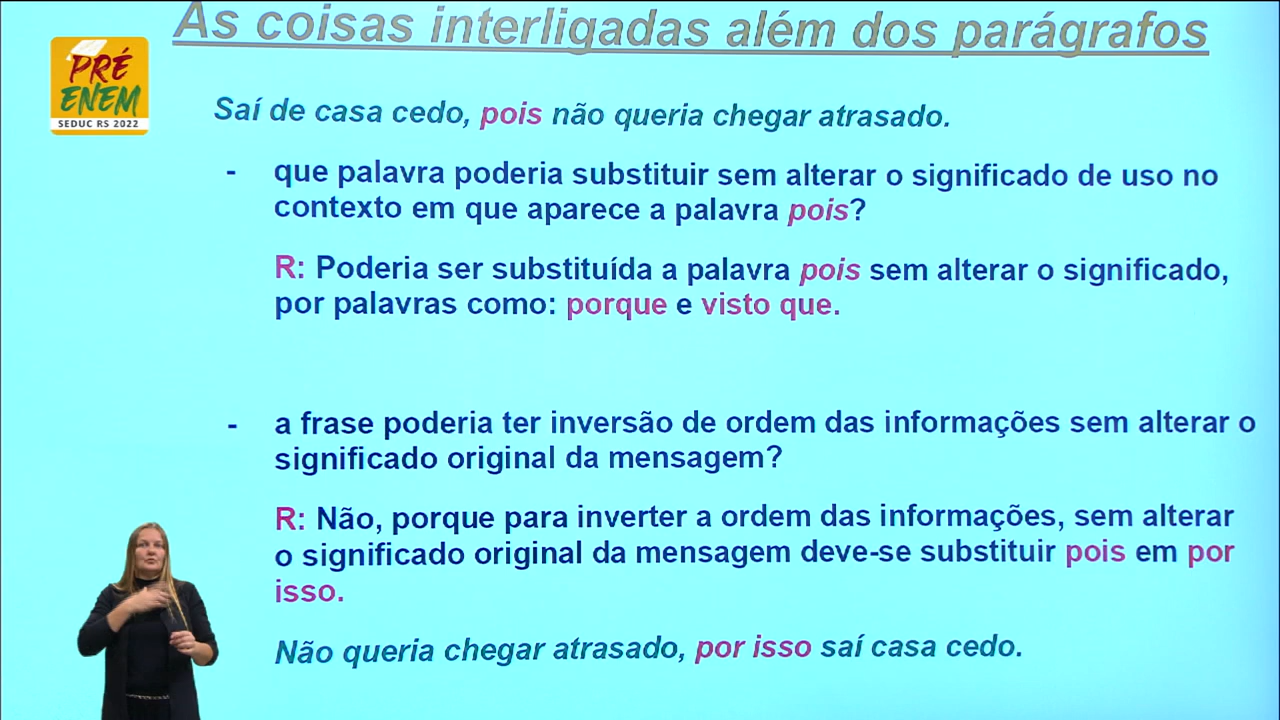 As coisas interligadas além dos parágrafos
PRÉ
ENEM
SEDUC RS 2022
Saí de casa cedo, pois não queria chegar atrasado.
- que palavra poderia substituir sem alterar o significado de uso no
contexto em que aparece a palavra pois?
R: Poderia ser substituída a palavra pois sem alterar o significado,
por palavras como: porque e visto que.
- a frase poderia ter inversão de ordem das informações sem alterar o
significado original da mensagem?
R: Não, porque para inverter a ordem das informações, sem alterar
o significado original da mensagem deve-se substituir pois em por
isso.
Não queria chegar atrasado, por isso saí casa cedo.